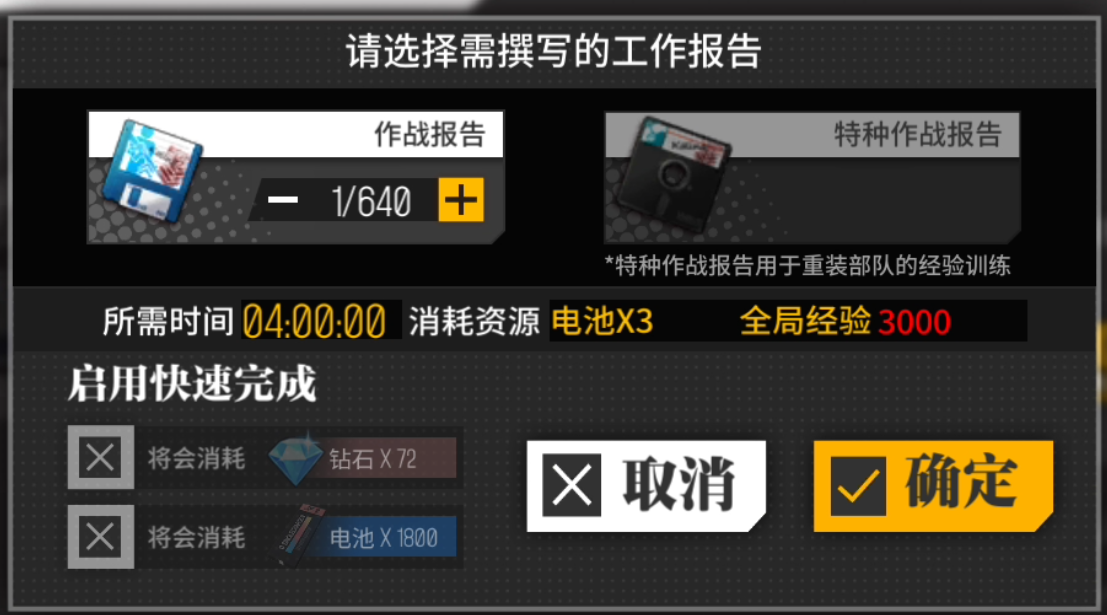 请选择需撰写的工作报告
作战报告
1/640
特种作战报告
*特种作战报告用于重装部队的经验训练
所需时间 04:00:00 消耗资源 电池X3 全局经验 3000
启用快速完成
将会消耗 钻石 X 72
将会消耗 电池 X 1800
取消
确定